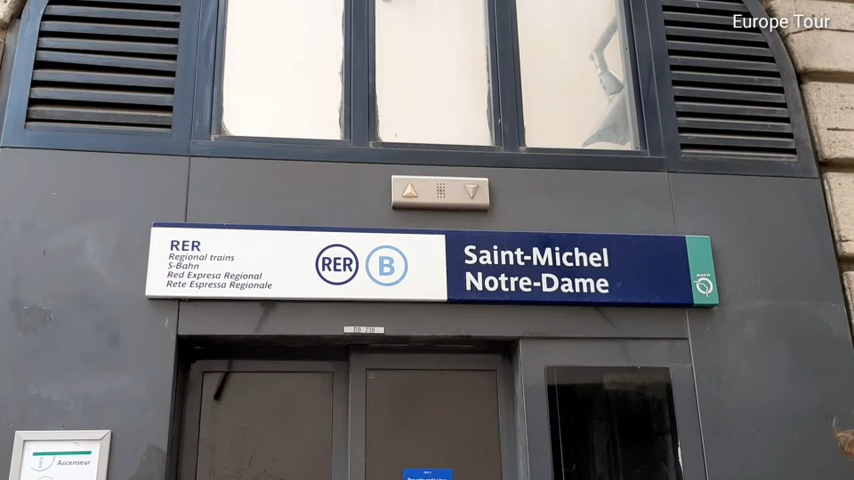 Europe Tour
RER
Regional trains
S-Bahn
Red Expresa Regional
Rete Espressa Regionale
RER B
Saint-Michel
Notre-Dame
Ascenseur